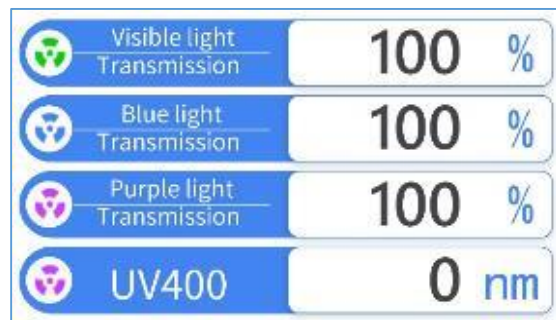 Visible light
Transmission
100 %
Blue light
Transmission
100 %
Purple light
Transmission
100 %
UV400
0 nm